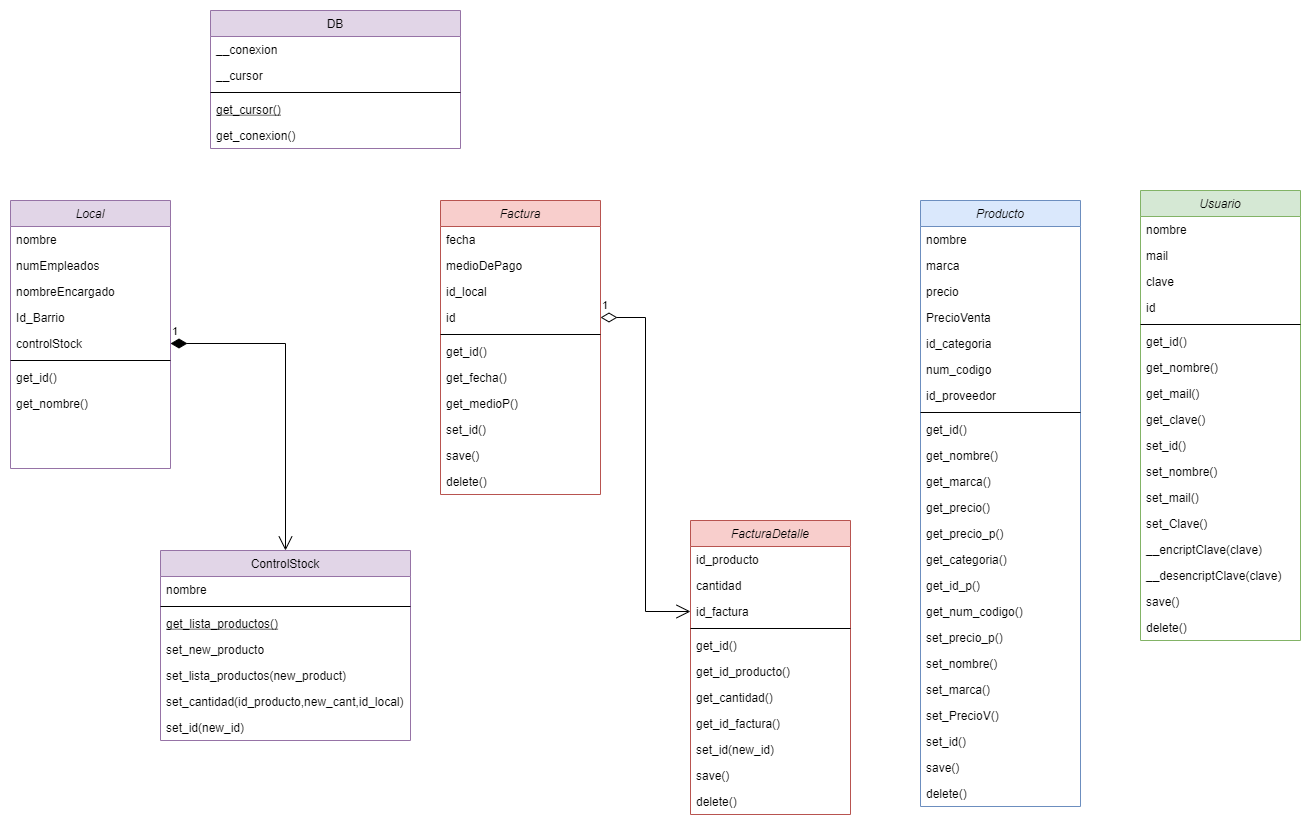 DB
__conexion
__cursor
get_cursor()
get_conexion()
Local
nombre
numEmpleados
nombreEncargado
Id_Barrio
controlStock
get_id()
get_nombre()
1
ControlStock
nombre
get_lista_productos()
set_new_producto
set_lista_productos(new_product)
set_cantidad(id_producto,new_cant,id_local)
set_id(new_id)
Factura
fecha
medioDePago
id_local
id
get_id()
get_fecha()
get_medioP()
set_id()
save()
delete()
1
FacturaDetalle
id_producto
cantidad
id_factura
get_id()
get_id_producto()
get_cantidad()
get_id_factura()
set_id(new_id)
save()
delete()
Producto
nombre
marca
precio
PrecioVenta
id_categoria
num_codigo
id_proveedor
get_id()
get_nombre()
get_marca()
get_precio()
get_precio_p()
get_categoria()
get_id_p()
get_num_codigo()
set_precio_p()
set_nombre()
set_marca()
set_PrecioV()
set_id()
save()
delete()
Usuario
nombre
mail
clave
id
get_id()
get_nombre()
get_mail()
get_clave()
set_id()
set_nombre()
set_mail()
set_Clave()
__encriptClave(clave)
__desencriptClave(clave)
save()
delete()